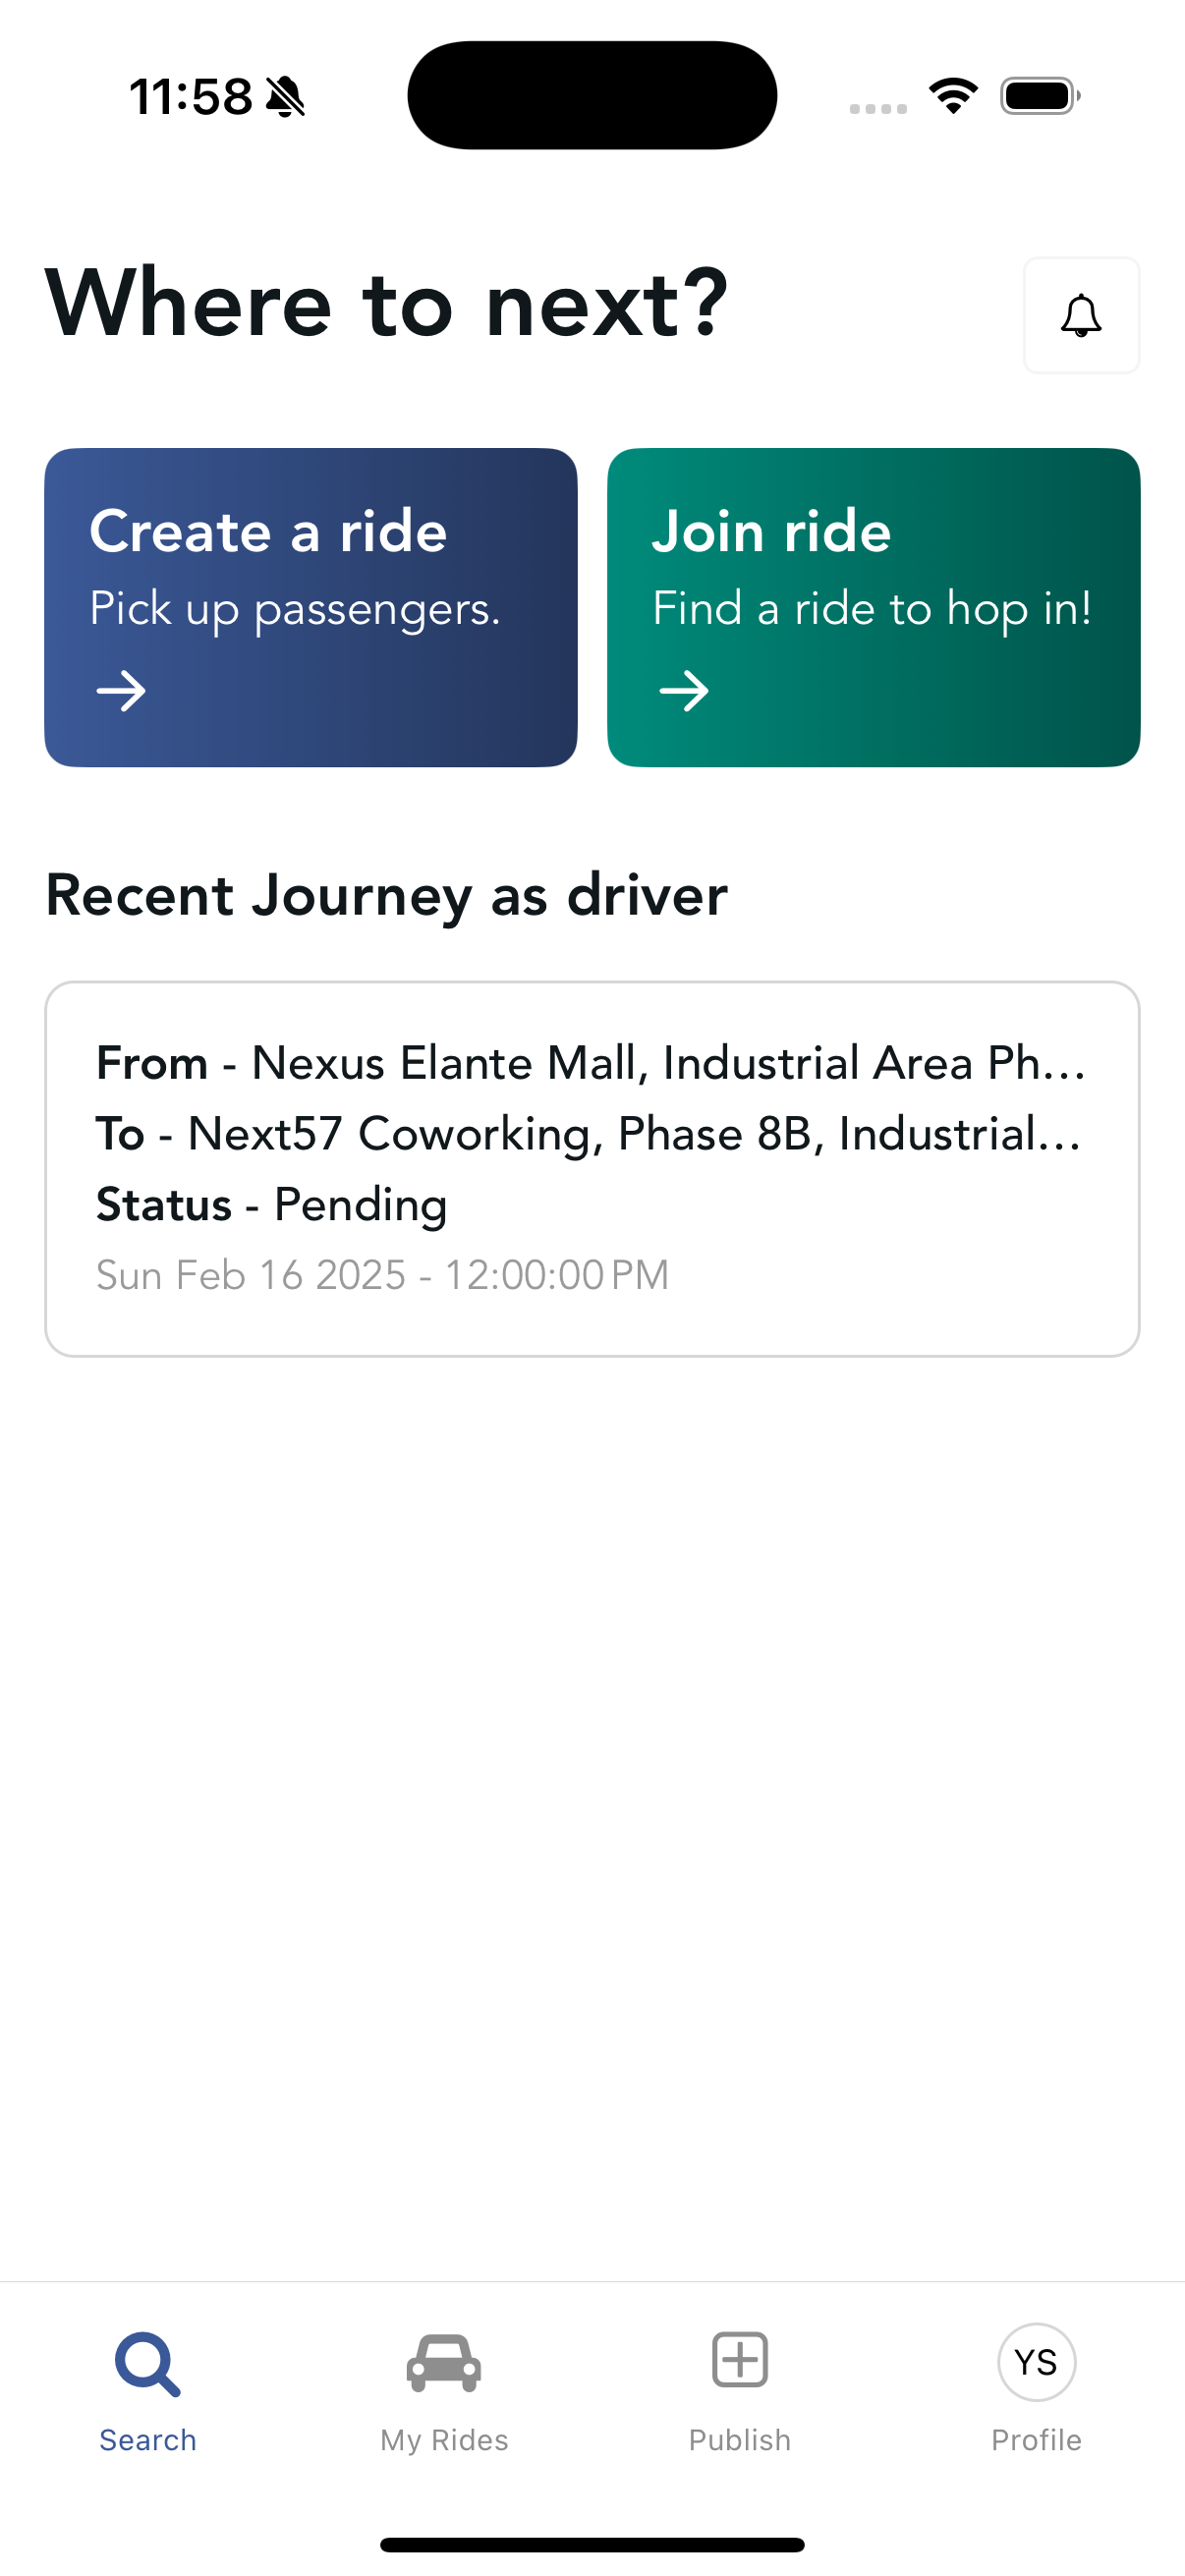 11:58
Where to next?
Create a ride
Pick up passengers.
Join ride
Find a ride to hop in!
Recent Journey as driver
From - Nexus Elante Mall, Industrial Area Ph...
To - Next57 Coworking, Phase 8B, Industrial...
Status - Pending
Sun Feb 16 2025 - 12:00:00 PM
YS
Search
My Rides
Publish
Profile